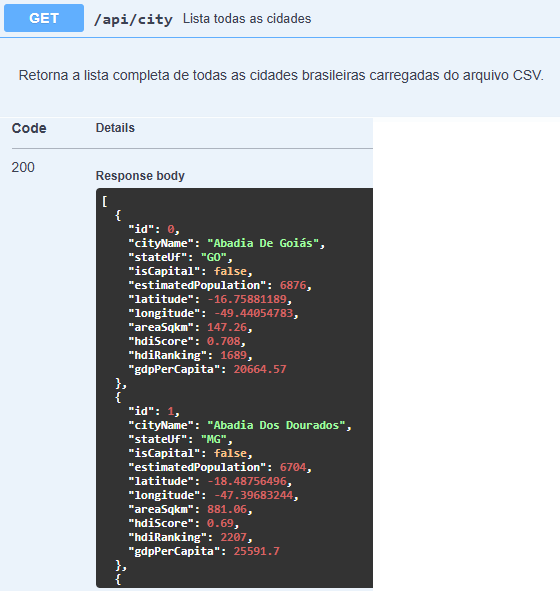 GET /api/city Lista todas as cidades
Retorna a lista completa de todas as cidades brasileiras carregadas do arquivo CSV.
Code Details
200
Response body
[
{
"id": 0,
"cityName": "Abadia De Goiás",
"stateUf": "GO",
"isCapital": false,
"estimatedPopulation": 6876,
"latitude": -16.75881189,
"longitude": -49.44054783,
"areaSqkm": 147.26,
"hdiScore": 0.708,
"hdiRanking": 1689,
"gdpPerCapita": 20664.57
},
{
"id": 1,
"cityName": "Abadia Dos Dourados",
"stateUf": "MG",
"isCapital": false,
"estimatedPopulation": 6704,
"latitude": -18.48756496,
"longitude": -47.39683244,
"areaSqkm": 881.06,
"hdiScore": 0.69,
"hdiRanking": 2207,
"gdpPerCapita": 25591.7
},
{